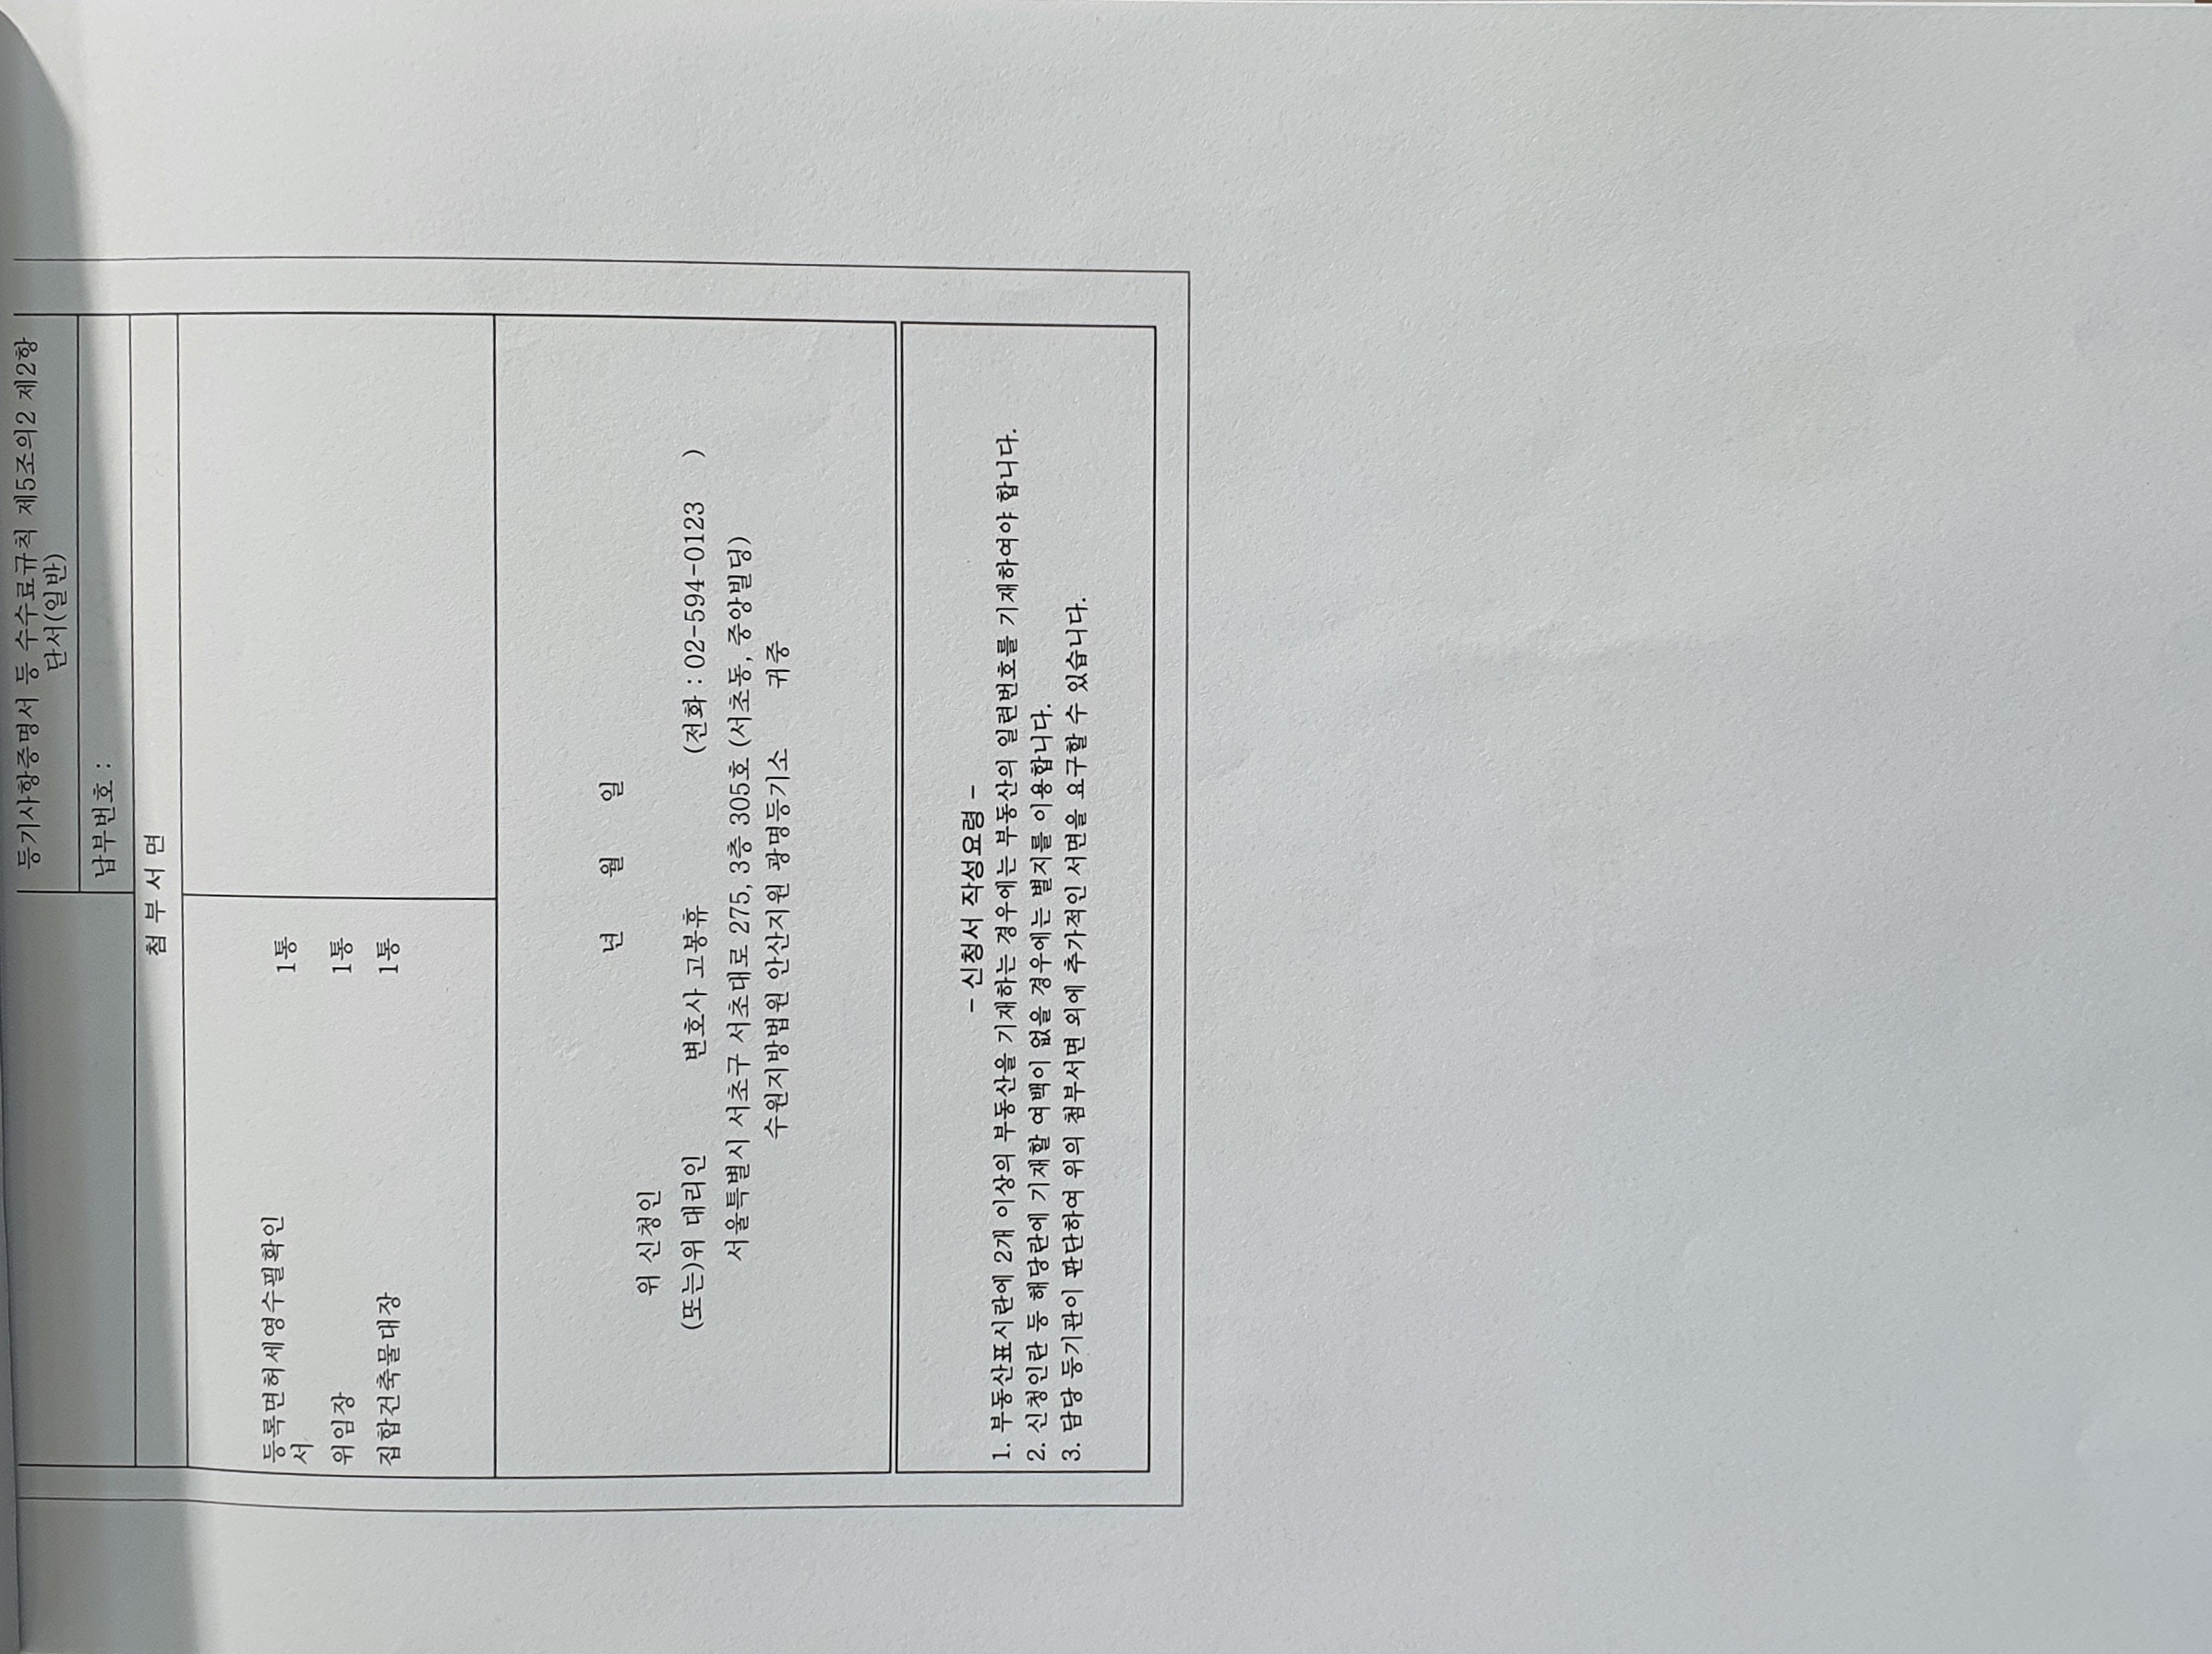 등기사항증명서 등 수수료규칙 제5조의2 제2항
단서(일반)
납부번호 :
첨 부 서 면
등록면허세영수필확인 1통
서
위임장 1통
집합건축물대장 1통
년 월 일
위 신청인
(또는)위 대리인 변호사 고봉휴 (전화 : 02-594-0123 )
서울특별시 서초구 서초대로 275, 3층 305호 (서초동, 중앙빌딩)
수원지방법원 안산지원 광명등기소 귀중
- 신청서 작성요령 -
1. 부동산표시란에 2개 이상의 부동산을 기재하는 경우에는 부동산의 일련번호를 기재하여야 합니다.
2. 신청인란 등 해당란에 기재할 여백이 없을 경우에는 별지를 이용합니다.
3. 담당 등기관이 판단하여 위의 첨부서면 외에 추가적인 서면을 요구할 수 있습니다.